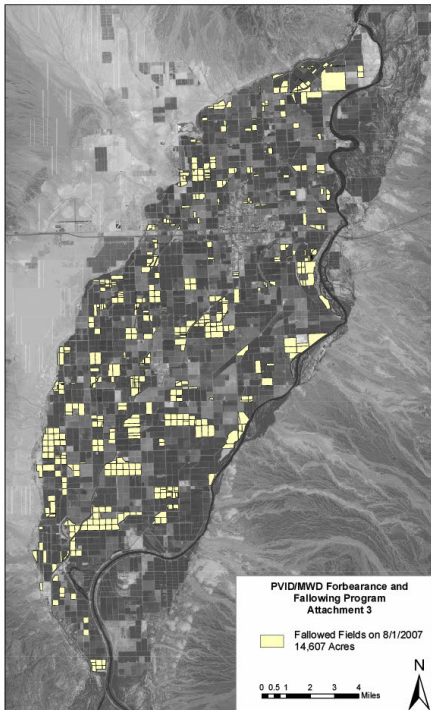 PVID/MWD Forbearance and
Fallowing Program
Attachment 3
Fallowed Fields on 8/1/2007
14,607 Acres
N
0 0.5 1 2 3 4
Miles